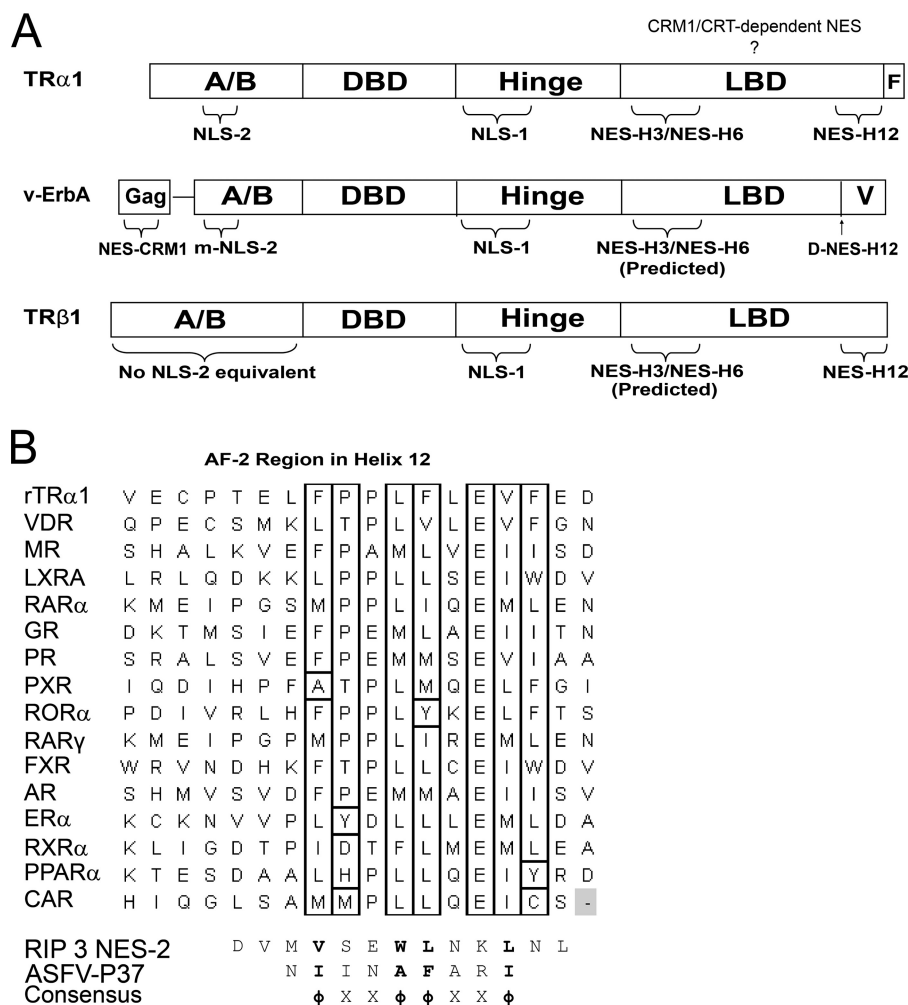 A
CRM1/CRT-dependent NES
?
TRα1 A/B DBD Hinge LBD F
NLS-2 NLS-1 NES-H3/NES-H6 NES-H12
v-ErbA Gag A/B DBD Hinge LBD V
NES-CRM1 m-NLS-2 NLS-1 NES-H3/NES-H6 D-NES-H12
(Predicted)
TRβ1 A/B DBD Hinge LBD
No NLS-2 equivalent NLS-1 NES-H3/NES-H6 NES-H12
(Predicted)
B
AF-2 Region in Helix 12
rTRα1 V E C P T E L F P P L F L E V F E D
VDR Q P E C S M K L T P L V L E V F G N
MR S H A L K V E F P A M L V E I I S D
LXRA L R L Q D K K L P P L L S E I W D V
RARα K M E I P G S M P P L I Q E M L E N
GR D K T M S I E F P E M L A E I I T N
PR S R A L S V E F P E M M S E V I A A
PXR I Q D I H P F A T P L M Q E L F G I
RORα P D I V R L H F P P L Y K E L F T S
RARγ K M E I P G P M P P L I R E M L E N
FXR W R V N D H K F T P L L C E I W D V
AR S H M V S V D F P E M M A E I I S V
ERα K C K N V V P L Y D L L L E M L D A
RXRα K L I G D T P I D T F L M E M L E A
PPARα K T E S D A A L H P L L Q E I Y R D
CAR H I Q G L S A M M P L L Q E I C S -
RIP 3 NES-2 D V M V S E W L N K L N L
ASFV-P37 N I I N A F A R I
Consensus ϕ X X ϕ ϕ X X ϕ